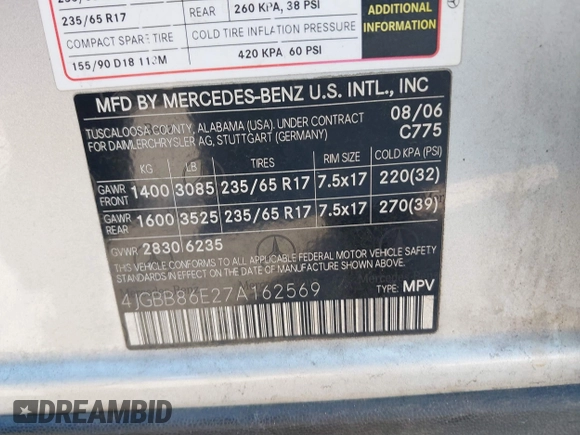 235/65 R17 REAR 260 KPA, 38 PSI
COMPACT SPARE TIRE COLD TIRE INFLATION PRESSURE
155/90 D18 113M 420 KPA 60 PSI
ADDITIONAL
INFORMATION
MFD BY MERCEDES-BENZ U.S. INTL., INC
TUSCALOOSA COUNTY, ALABAMA (USA). UNDER CONTRACT 08/06
FOR DAIMLERCHRYSLER AG, STUTTGART (GERMANY) C775
KG LB TIRES RIM SIZE COLD KPA (PSI)
GAWR FRONT 1400 3085 235/65 R17 7.5x17 220(32)
GAWR REAR 1600 3525 235/65 R17 7.5x17 270(39)
GVWR 2830 6235
THIS VEHICLE CONFORMS TO ALL APPLICABLE FEDERAL MOTOR VEHICLE SAFETY
STANDARDS IN EFFECT ON THE DATE OF MANUFACTURE SHOWN ABOVE.
4JGBB86E27A162569 TYPE: MPV
DREAMBID